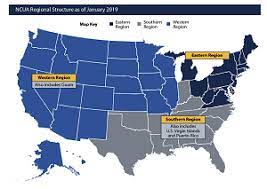 NCUA Regional Structure as of January 2019
Map Key
Eastern
Region
Southern
Region
Western
Region
Eastern Region
Western Region
Also includes Guam
Southern Region
Also includes
U.S. Virgin Islands
and Puerto Rico